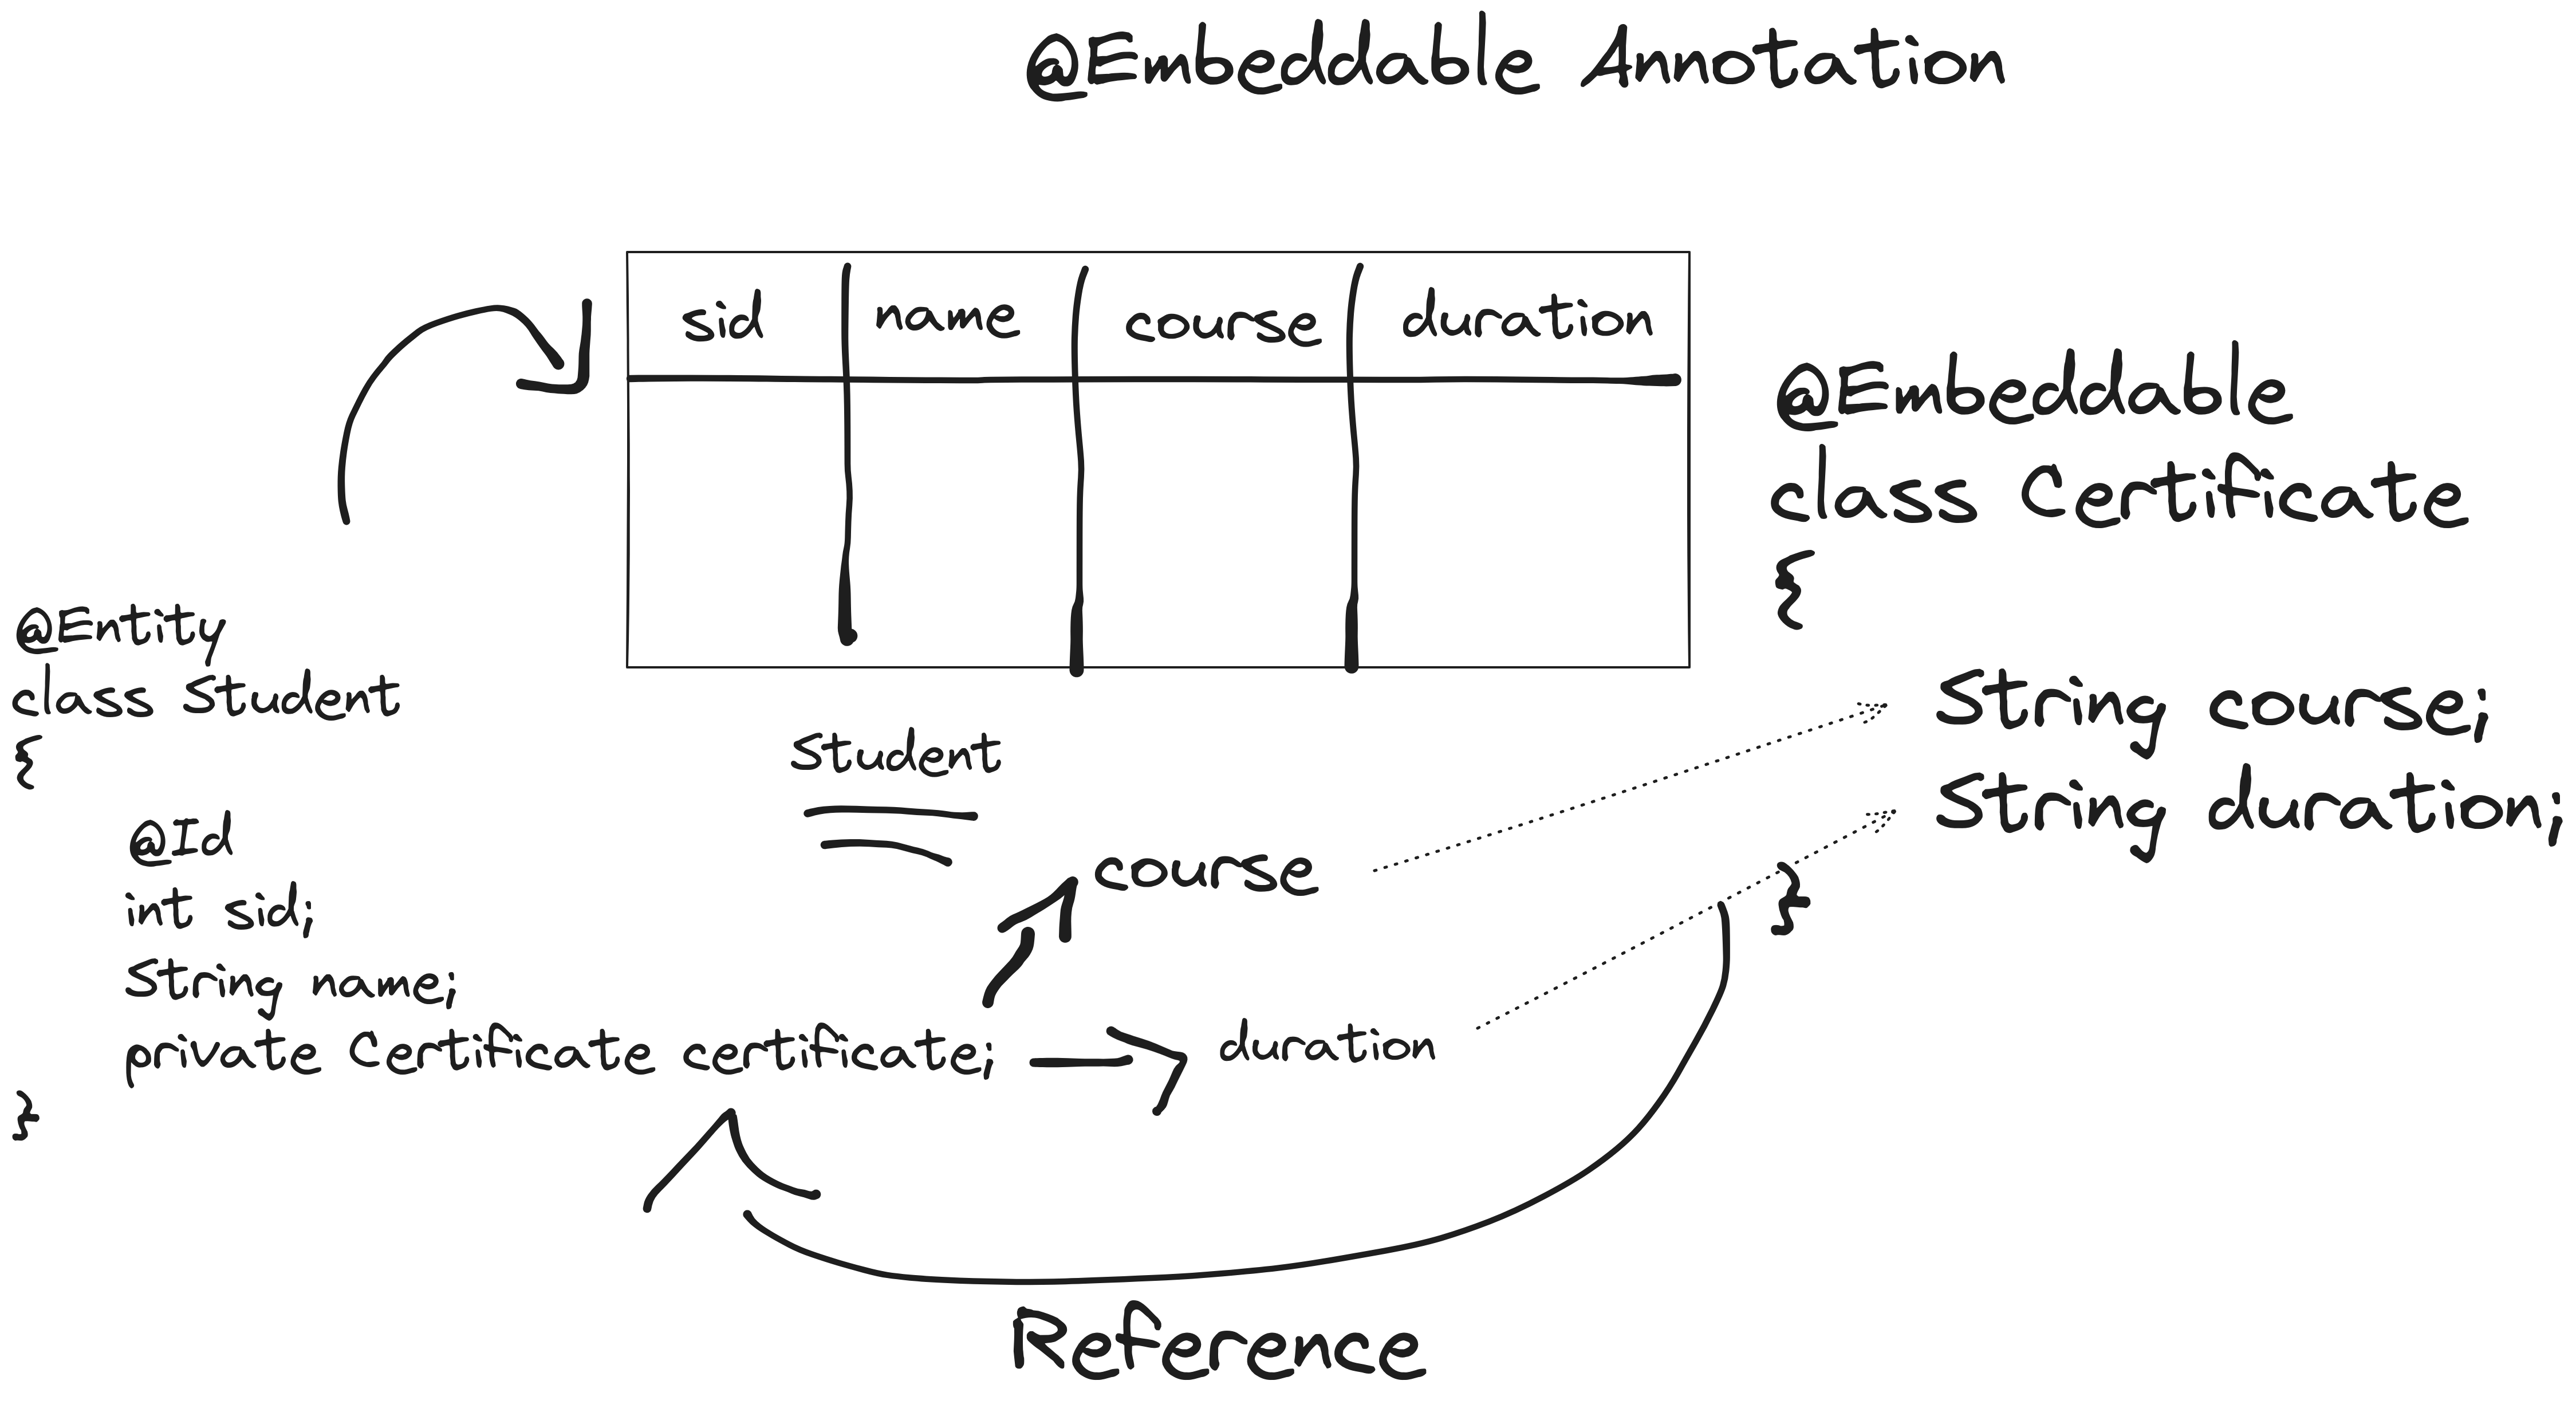 @Embeddable Annotation
sid name course duration
@Embeddable
class Certificate
{
String course;
String duration;
}
@Entity
class Student
{
@Id
int sid;
String name;
private Certificate certificate;
}
Student
course
duration
Reference